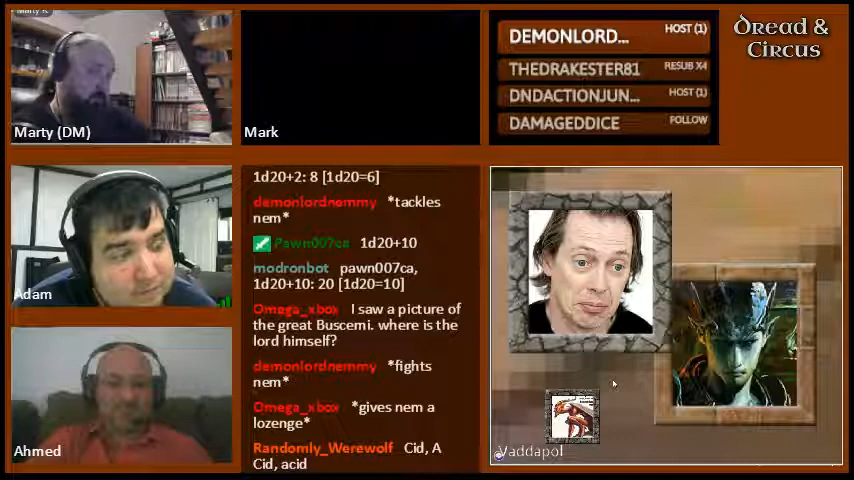 Marty K
Marty (DM)
Mark
DEMONLORD...
HOST (1)
THEDRAKESTER81
RESUB X4
DNDACTIONJUN...
HOST (1)
DAMAGEDDICE
FOLLOW
DREAD &
CIRCUS
Adam
Ahmed
1d20+2: 8 [1d20=6]
demonlordnemmy *tackles
nem*
Pawn007ca 1d20+10
modronbot pawn007ca,
1d20+10: 20 [1d20=10]
Omega_xbox I saw a picture of
the great Buscemi. where is the
lord himself?
demonlordnemmy *fights
nem*
Omega_xbox *gives nem a
lozenge*
Randomly_Werewolf Cid, A
Cid, acid
Vaddapol